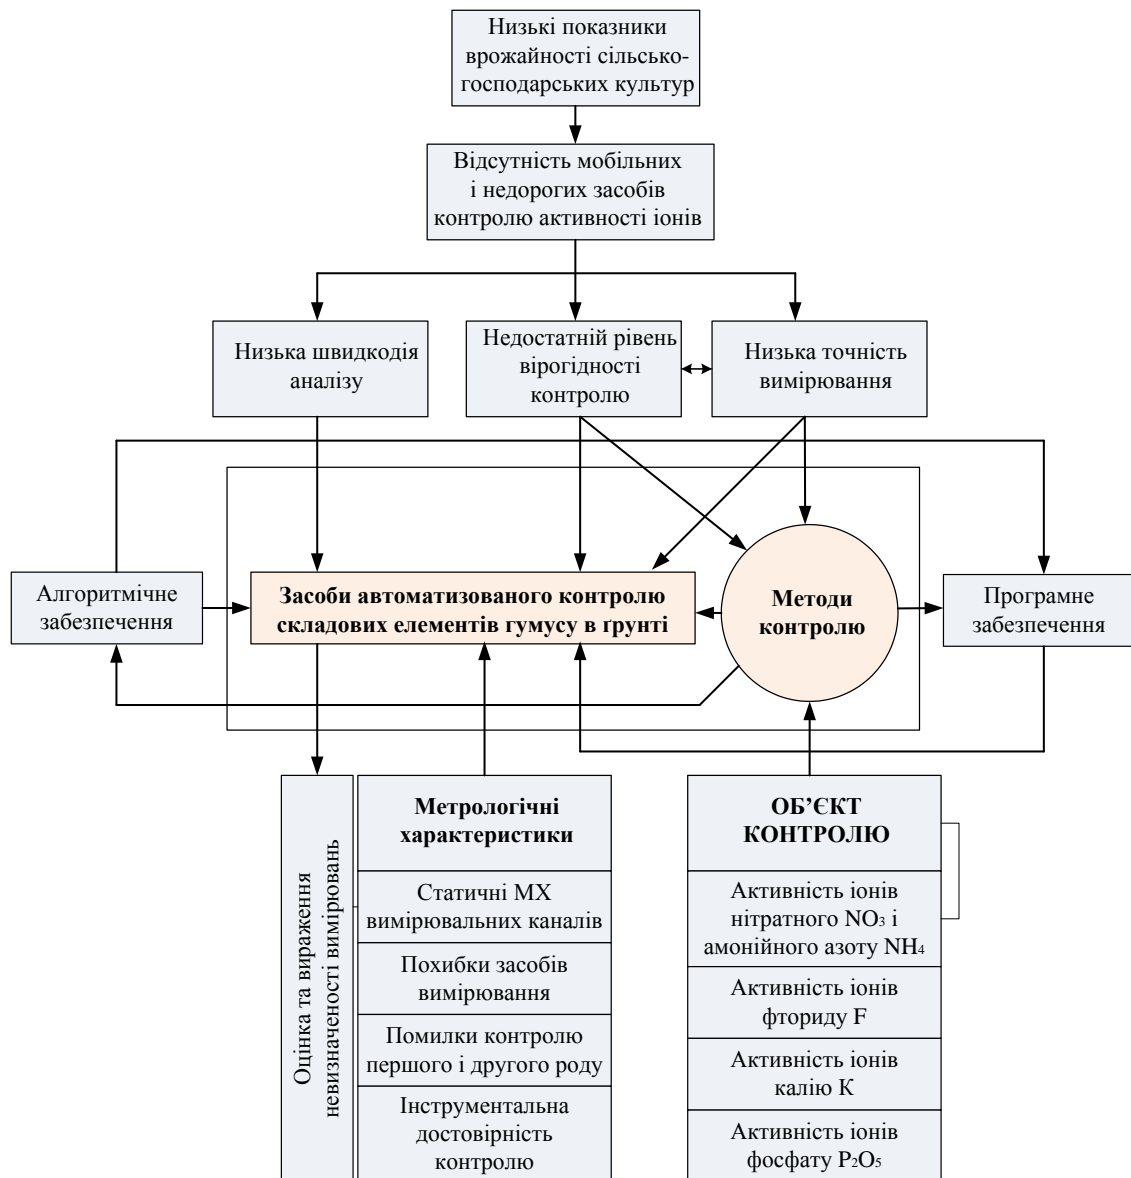 Низькі показники
врожайності сільсько-
господарських культур
Відсутність мобільних
і недорогих засобів
контролю активності іонів
Низька швидкодія
аналізу
Недостатній рівень
вірогідності
контролю
Низька точність
вимірювання
Алгоритмічне
забезпечення
Засоби автоматизованого контролю
складових елементів гумусу в ґрунті
Методи
контролю
Програмне
забезпечення
Оцінка та вираження
невизначеності вимірювань
Метрологічні
характеристики
Статичні МХ
вимірювальних каналів
Похибки засобів
вимірювання
Помилки контролю
першого і другого роду
Інструментальна
достовірність
контролю
ОБ’ЄКТ
КОНТРОЛЮ
Активність іонів
нітратного NO₃ і
амонійного азоту NH₄
Активність іонів
фториду F
Активність іонів
калію К
Активність іонів
фосфату P₂O₅